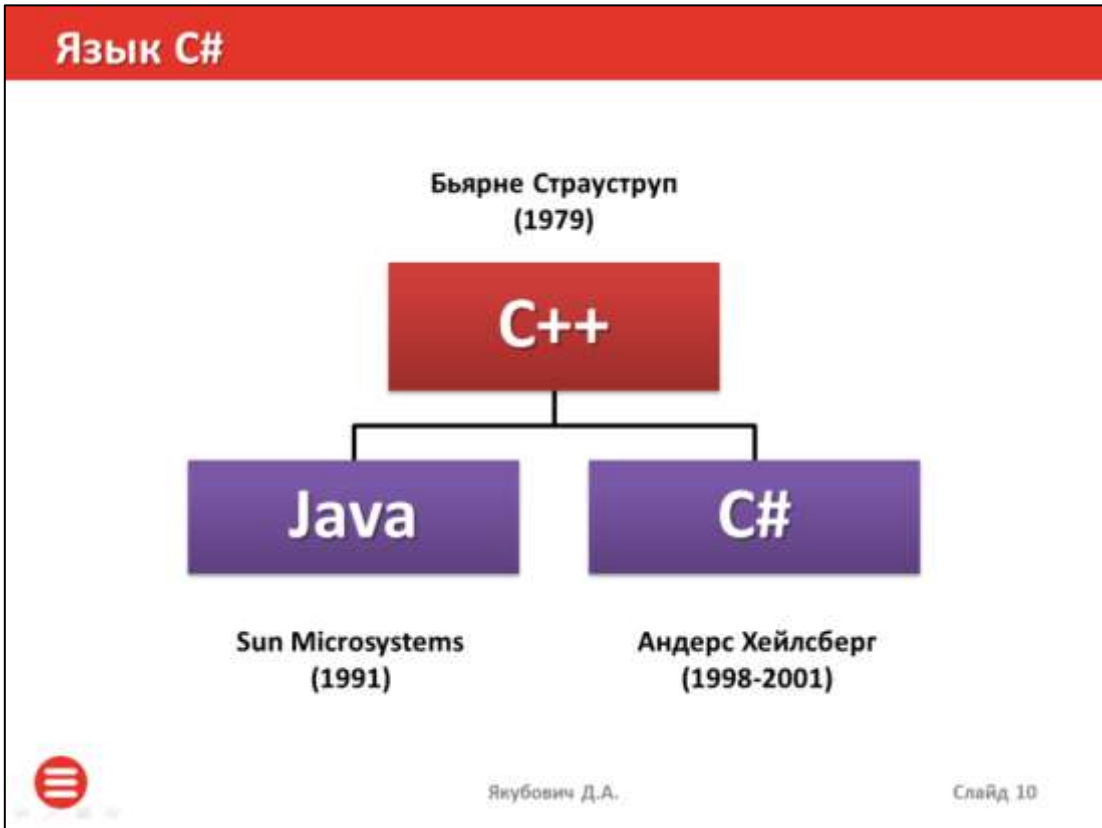 Язык C#
Бьярне Страуструп
(1979)
C++
Java
C#
Sun Microsystems
(1991)
Андерс Хейлсберг
(1998-2001)
Якубович Д.А.
Слайд 10